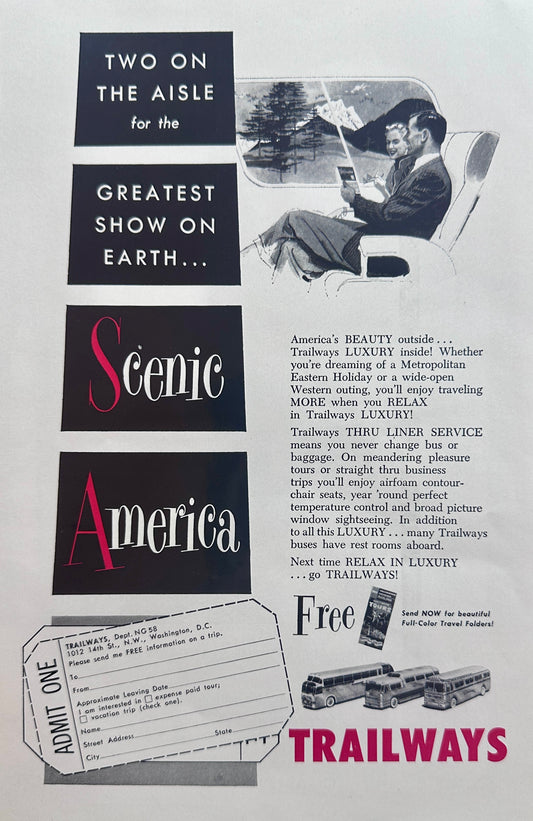 TWO ON
THE AISLE
for the
GREATEST
SHOW ON
EARTH...
Scenic
America
America's BEAUTY outside ...
Trailways LUXURY inside! Whether
you're dreaming of a Metropolitan
Eastern Holiday or a wide-open
Western outing, you'll enjoy traveling
MORE when you RELAX
in Trailways LUXURY!
Trailways THRU LINER SERVICE
means you never change bus or
baggage. On meandering pleasure
tours or straight thru business
trips you'll enjoy airfoam contour-
chair seats, year 'round perfect
temperature control and broad picture
window sightseeing. In addition
to all this LUXURY ... many Trailways
buses have rest rooms aboard.
Next time RELAX IN LUXURY
... go TRAILWAYS!
Free
TOURS
Send NOW for beautiful
Full-Color Travel Folders!
ADMIT ONE
TRAILWAYS, Dept. NG58
1012 14th St., N.W., Washington, D.C.
Please send me FREE information on a trip.
To
From
Approximate Leaving Date
I am interested in □ expense paid tour;
□ vacation trip (check one).
Name
Street Address
City State
TRAILWAYS